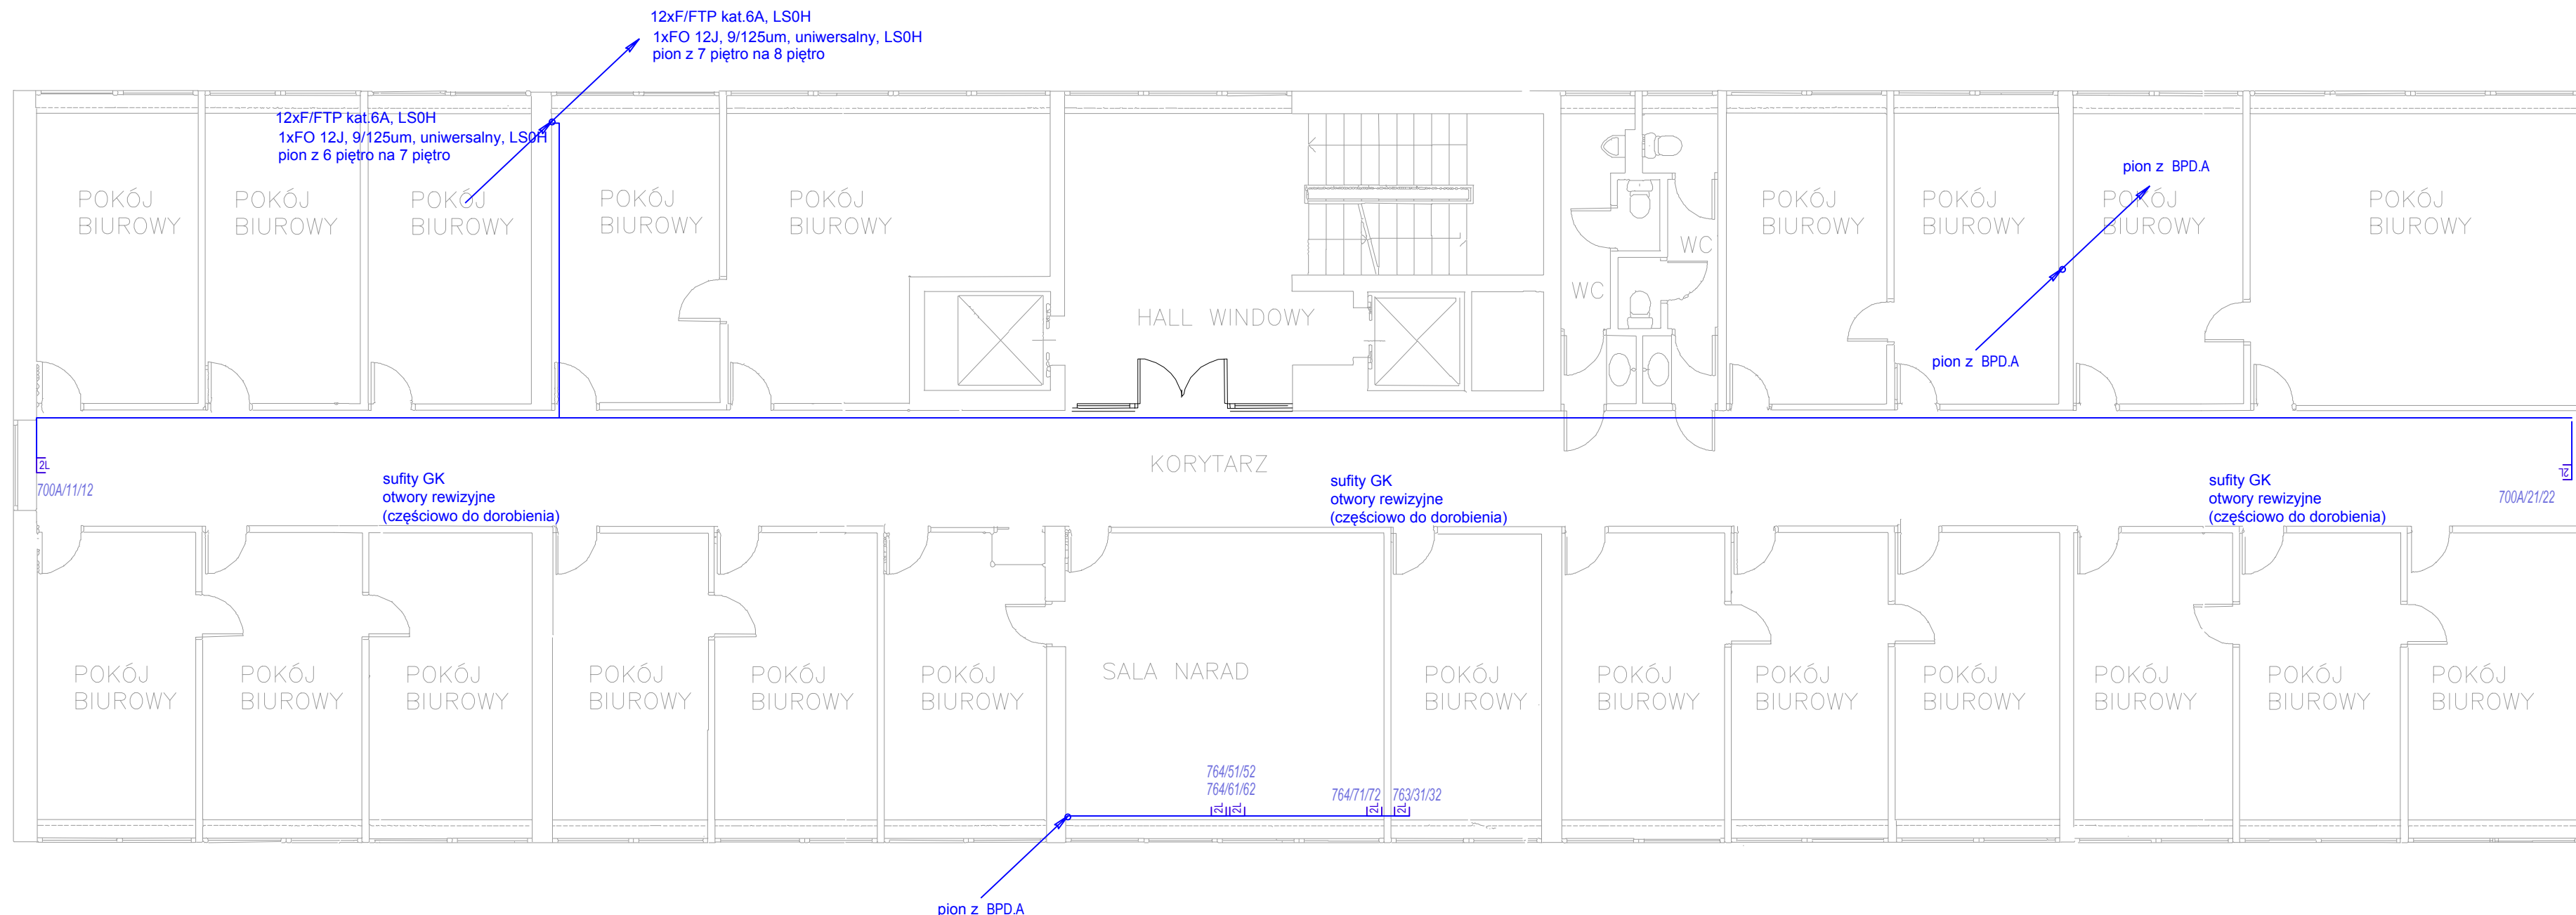 12xF/FTP kat.6A, LS0H
1xFO 12J, 9/125um, uniwersalny, LS0H
pion z 7 piętro na 8 piętro
12xF/FTP kat.6A, LS0H
1xFO 12J, 9/125um, uniwersalny, LS0H
pion z 6 piętro na 7 piętro
POKÓJ
BIUROWY
POKÓJ
BIUROWY
POKÓJ
BIUROWY
POKÓJ
BIUROWY
POKÓJ
BIUROWY
HALL WINDOWY
WC
WC
POKÓJ
BIUROWY
POKÓJ
BIUROWY
pion z BPD.A
POKÓJ
BIUROWY
POKÓJ
BIUROWY
pion z BPD.A
2L
700A/11/12
sufity GK
otwory rewizyjne
(częściowo do dorobienia)
KORYTARZ
sufity GK
otwory rewizyjne
(częściowo do dorobienia)
sufity GK
otwory rewizyjne
(częściowo do dorobienia)
2L
700A/21/22
POKÓJ
BIUROWY
POKÓJ
BIUROWY
POKÓJ
BIUROWY
POKÓJ
BIUROWY
POKÓJ
BIUROWY
POKÓJ
BIUROWY
SALA NARAD
POKÓJ
BIUROWY
POKÓJ
BIUROWY
POKÓJ
BIUROWY
POKÓJ
BIUROWY
POKÓJ
BIUROWY
POKÓJ
BIUROWY
POKÓJ
BIUROWY
764/51/52
764/61/62
764/71/72
763/31/32
2L
2L
2L
2L
pion z BPD.A